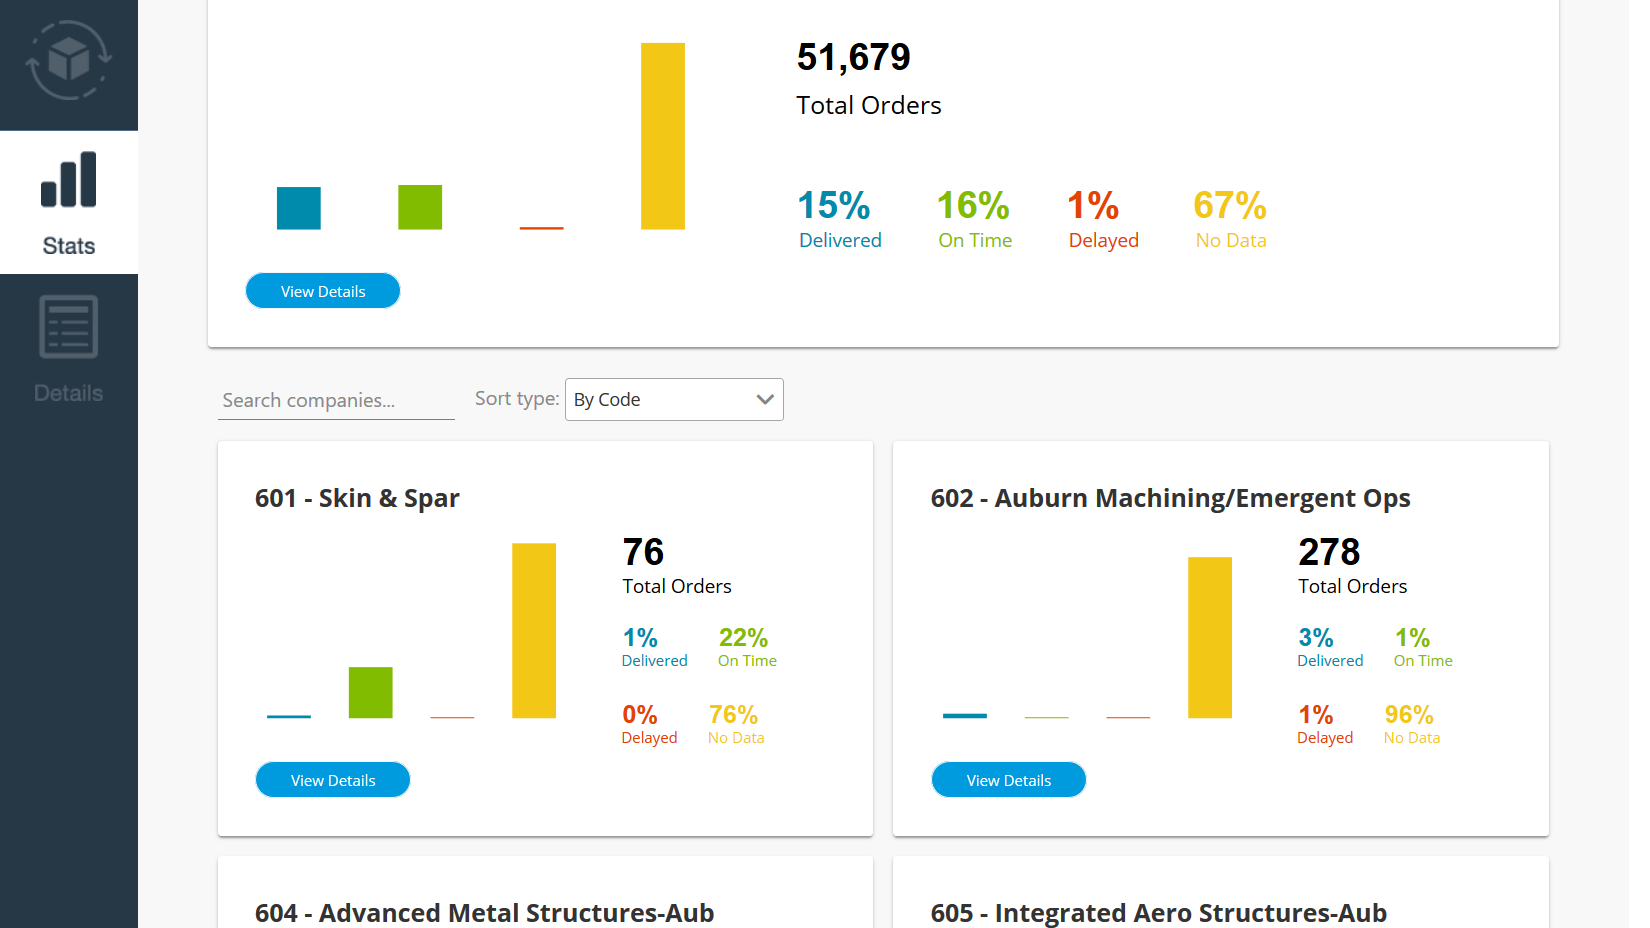 Stats
Details
51,679
Total Orders
15% 16% 1% 67%
Delivered On Time Delayed No Data
View Details
Search companies... Sort type: By Code
601 - Skin & Spar
76
Total Orders
1% 22%
Delivered On Time
0% 76%
Delayed No Data
View Details
602 - Auburn Machining/Emergent Ops
278
Total Orders
3% 1%
Delivered On Time
1% 96%
Delayed No Data
View Details
604 - Advanced Metal Structures-Aub
605 - Integrated Aero Structures-Aub